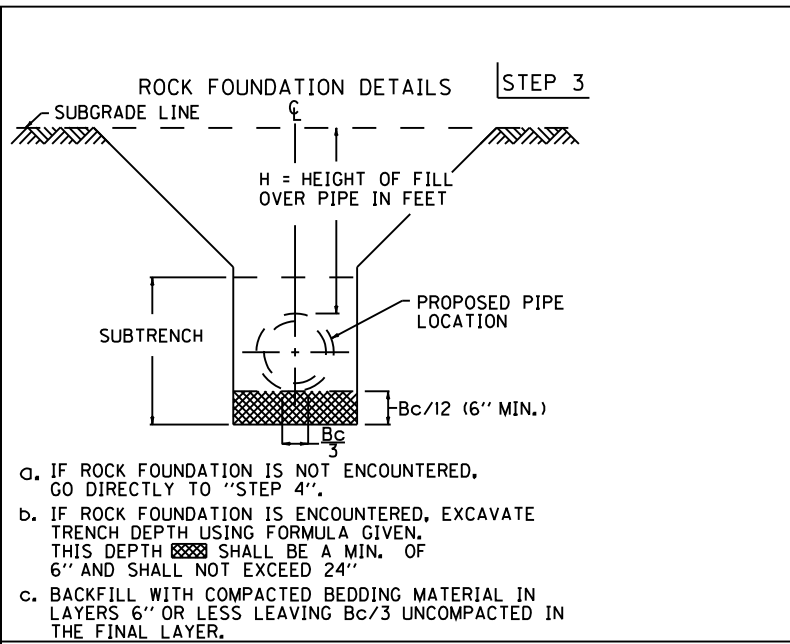 ROCK FOUNDATION DETAILS
STEP 3
SUBGRADE LINE
℄
H = HEIGHT OF FILL
OVER PIPE IN FEET
PROPOSED PIPE
LOCATION
SUBTRENCH
Bc/12 (6" MIN.)
Bc
3
a. IF ROCK FOUNDATION IS NOT ENCOUNTERED,
GO DIRECTLY TO "STEP 4".
b. IF ROCK FOUNDATION IS ENCOUNTERED, EXCAVATE
TRENCH DEPTH USING FORMULA GIVEN.
THIS DEPTH SHALL BE A MIN. OF
6" AND SHALL NOT EXCEED 24"
c. BACKFILL WITH COMPACTED BEDDING MATERIAL IN
LAYERS 6" OR LESS LEAVING Bc/3 UNCOMPACTED IN
THE FINAL LAYER.